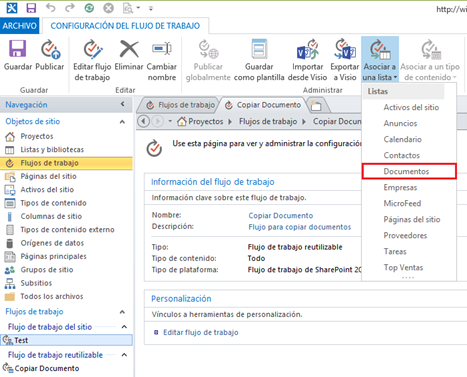 http://wi
ARCHIVO
CONFIGURACIÓN DEL FLUJO DE TRABAJO
Guardar
Publicar
Editar flujo de trabajo
Eliminar
Cambiar nombre
Publicar globalmente
Guardar como plantilla
Importar desde Visio
Exportar a Visio
Asociar a una lista
Asociar a un tipo de contenido
Guardar
Editar
Administrar
Listas
Activos del sitio
Anuncios
Calendario
Contactos
Documentos
Empresas
MicroFeed
Páginas del sitio
Proveedores
Tareas
Top Ventas
Navegación
Objetos de sitio
Proyectos
Listas y bibliotecas
Flujos de trabajo
Páginas del sitio
Activos del sitio
Tipos de contenido
Columnas de sitio
Tipos de contenido externo
Orígenes de datos
Páginas principales
Grupos de sitio
Subsitios
Todos los archivos
Flujos de trabajo
Flujo de trabajo del sitio
Test
Flujo de trabajo reutilizable
Copiar Documento
Flujos de trabajo
Copiar Documento
Proyectos
Flujos de trabajo
Copiar Docum
Use esta página para ver y administrar la configuración
Información del flujo de trabajo
Información clave sobre este flujo de trabajo.
Nombre:
Copiar Documento
Descripción:
Flujo para copiar documentos
Tipo:
Flujo de trabajo reutilizable
Tipo de contenido:
Todo
Tipo de plataforma:
Flujo de trabajo de SharePoint 20
Personalización
Vínculos a herramientas de personalización.
Editar flujo de trabajo